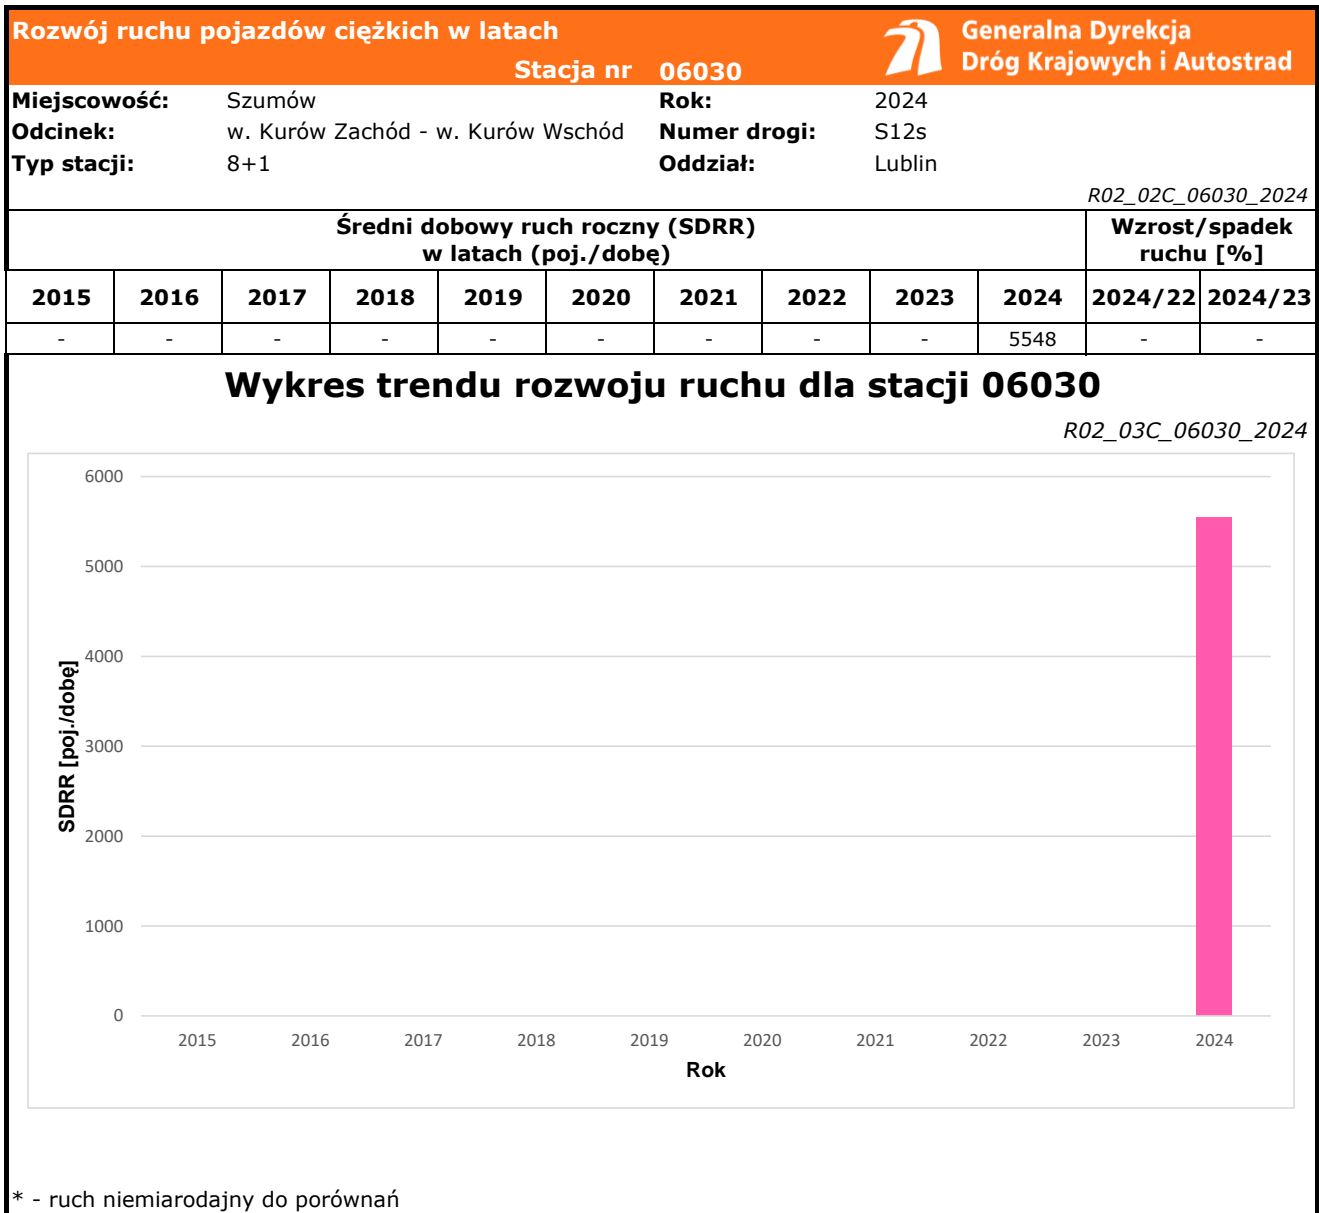 Rozwój ruchu pojazdów ciężkich w latach
Generalna Dyrekcja
Dróg Krajowych i Autostrad
Stacja nr 06030
Miejscowość: Szumów Rok: 2024
Odcinek: w. Kurów Zachód - w. Kurów Wschód Numer drogi: S12s
Typ stacji: 8+1 Oddział: Lublin
R02_02C_06030_2024
Średni dobowy ruch roczny (SDRR)
w latach (poj./dobę)
Wzrost/spadek
ruchu [%]
2015 2016 2017 2018 2019 2020 2021 2022 2023 2024 2024/22 2024/23
- - - - - - - - - 5548 - -
Wykres trendu rozwoju ruchu dla stacji 06030
R02_03C_06030_2024
6000
5000
4000
3000
2000
1000
0
SDRR [poj./dobę]
2015 2016 2017 2018 2019 2020 2021 2022 2023 2024
Rok
* - ruch niemiarodajny do porównań